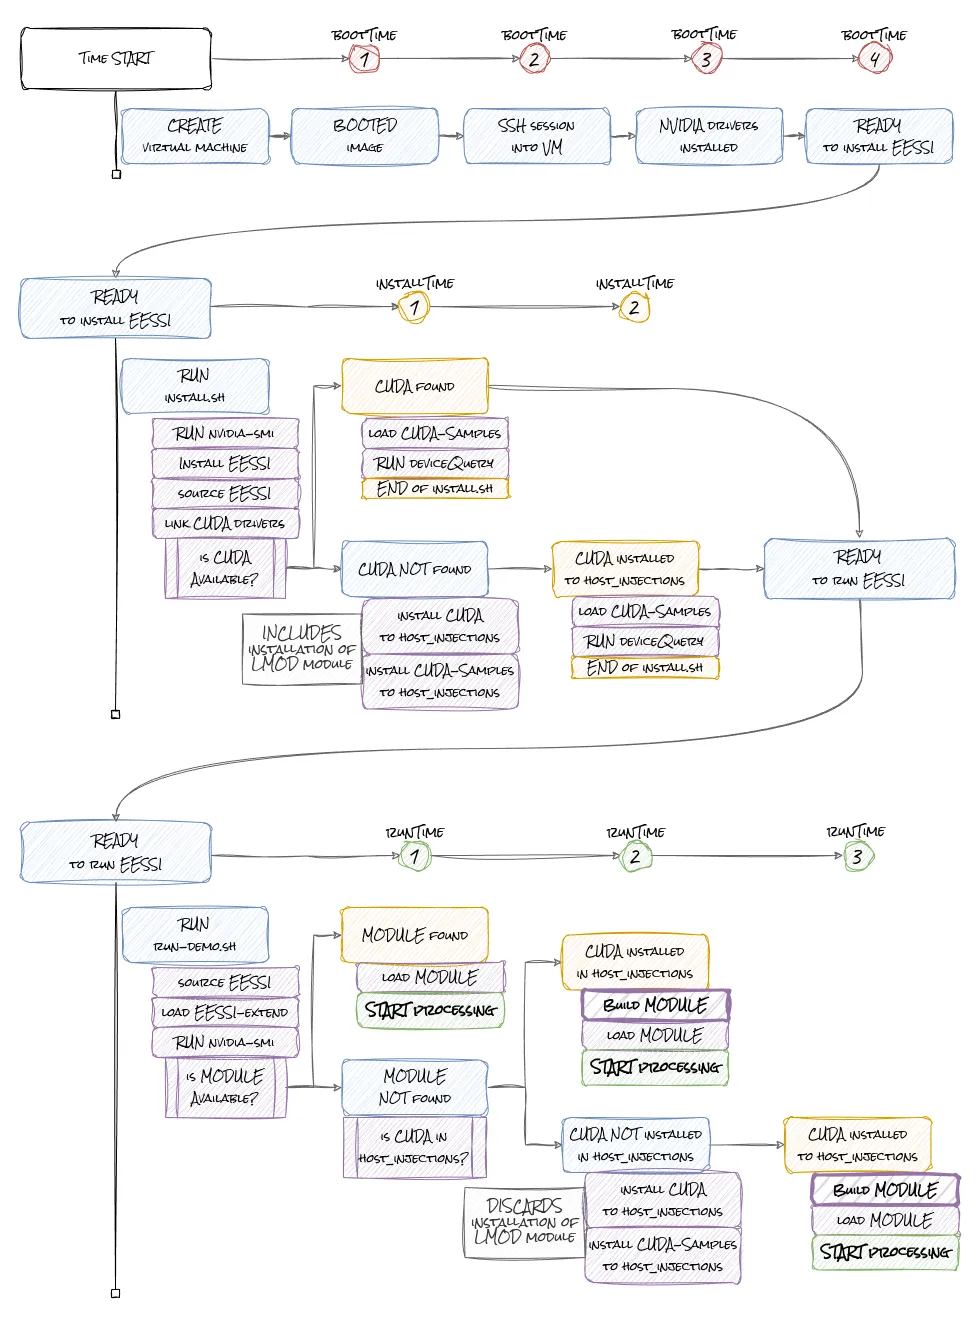 Time START
BOOTTIME
1
BOOTTIME
2
BOOTTIME
3
BOOTTIME
4
CREATE
VIRTUAL MACHINE
BOOTED
IMAGE
SSH SESSION
INTO VM
NVIDIA DRIVERS
INSTALLED
READY
TO INSTALL EESSI
READY
TO INSTALL EESSI
INSTALLTIME
1
INSTALLTIME
2
RUN
INSTALL.SH
RUN NVIDIA-SMI
INSTALL EESSI
SOURCE EESSI
LINK CUDA DRIVERS
IS CUDA
AVAILABLE?
CUDA FOUND
LOAD CUDA-SAMPLES
RUN DEVICEQUERY
END OF INSTALL.SH
CUDA NOT FOUND
INSTALL CUDA
TO HOST_INJECTIONS
INSTALL CUDA-SAMPLES
TO HOST_INJECTIONS
INCLUDES
INSTALLATION OF
LMOD MODULE
CUDA INSTALLED
TO HOST_INJECTIONS
LOAD CUDA-SAMPLES
RUN DEVICEQUERY
END OF INSTALL.SH
READY
TO RUN EESSI
READY
TO RUN EESSI
RUNTIME
1
RUNTIME
2
RUNTIME
3
RUN
RUN-DEMO.SH
SOURCE EESSI
LOAD EESSI-EXTEND
RUN NVIDIA-SMI
IS MODULE
AVAILABLE?
MODULE FOUND
LOAD MODULE
START PROCESSING
MODULE
NOT FOUND
IS CUDA IN
HOST_INJECTIONS?
CUDA INSTALLED
IN HOST_INJECTIONS
BUILD MODULE
LOAD MODULE
START PROCESSING
CUDA NOT INSTALLED
IN HOST_INJECTIONS
INSTALL CUDA
TO HOST_INJECTIONS
INSTALL CUDA-SAMPLES
TO HOST_INJECTIONS
DISCARDS
INSTALLATION OF
LMOD MODULE
CUDA INSTALLED
TO HOST_INJECTIONS
BUILD MODULE
LOAD MODULE
START PROCESSING